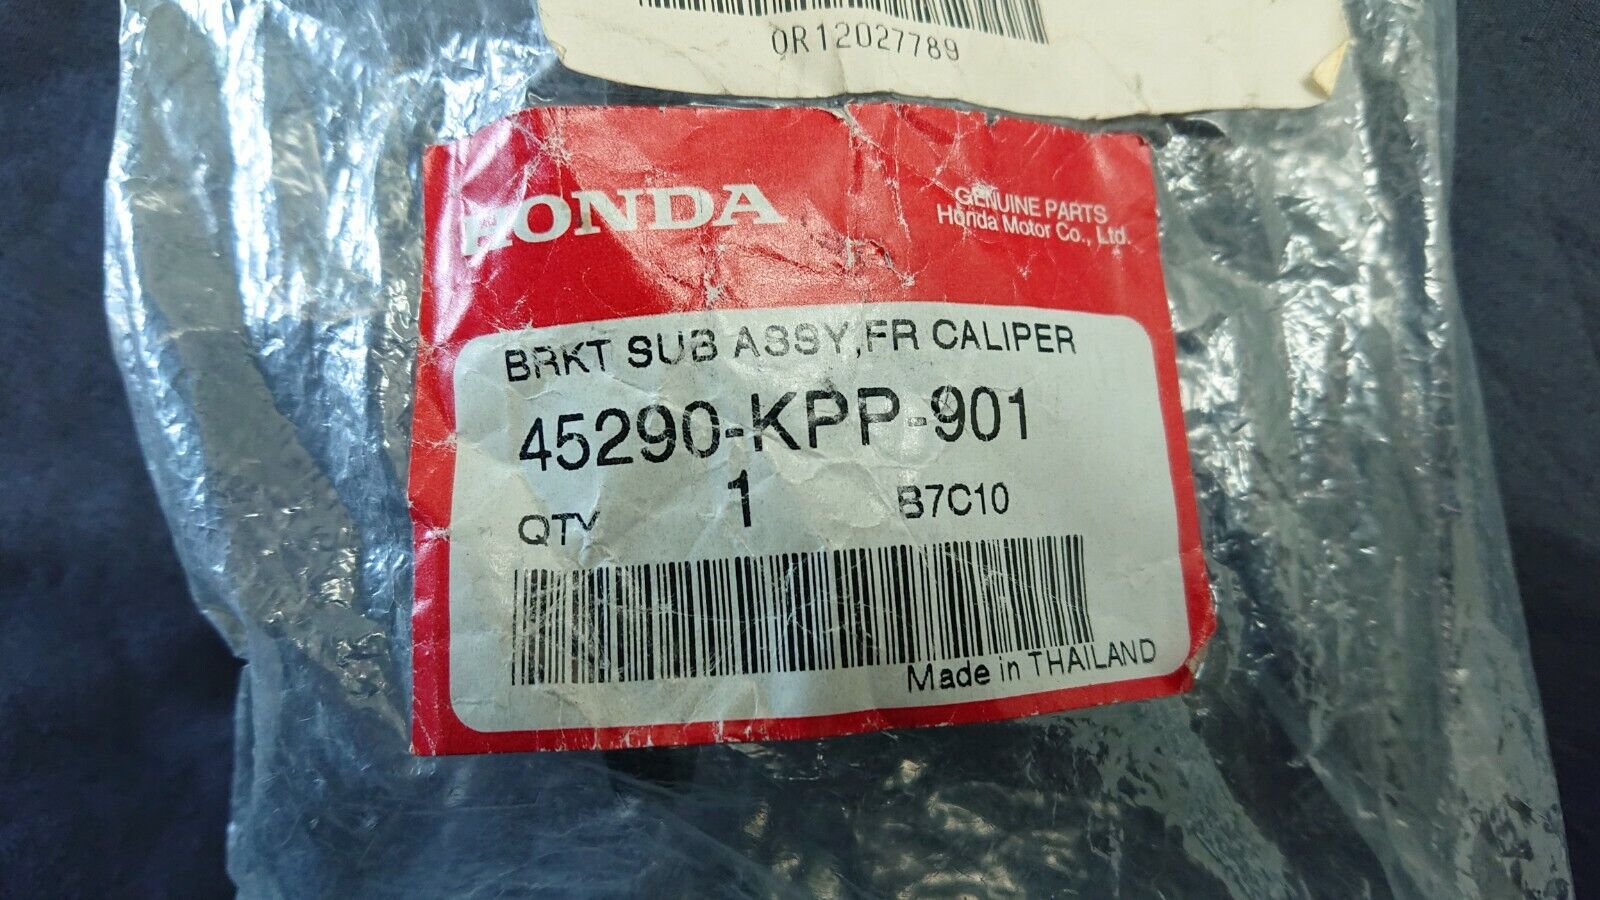 0R12027789
HONDA
GENUINE PARTS
Honda Motor Co., Ltd.
BRKT SUB ASSY,FR CALIPER
45290-KPP-901
QTY 1 B7C10
Made in THAILAND